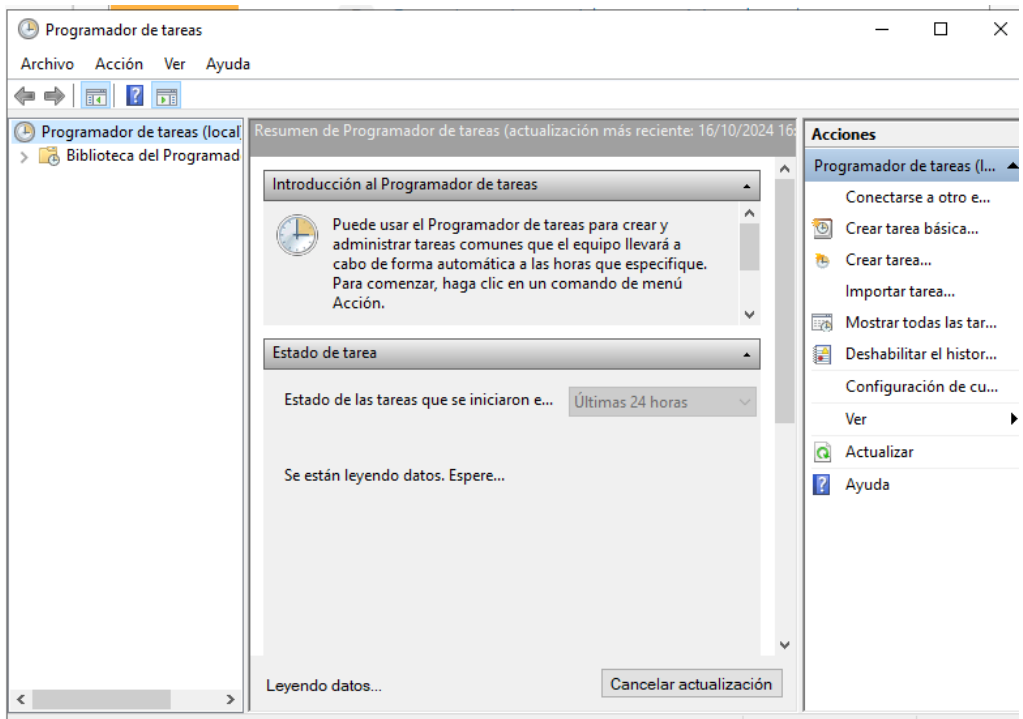 Programador de tareas
Archivo Acción Ver Ayuda
Programador de tareas (local
Biblioteca del Programad
Resumen de Programador de tareas (actualización más reciente: 16/10/2024 16:
Introducción al Programador de tareas
Puede usar el Programador de tareas para crear y
administrar tareas comunes que el equipo llevará a
cabo de forma automática a las horas que especifique.
Para comenzar, haga clic en un comando de menú
Acción.
Estado de tarea
Estado de las tareas que se iniciaron e... Últimas 24 horas
Se están leyendo datos. Espere...
Leyendo datos... Cancelar actualización
Acciones
Programador de tareas (l...
Conectarse a otro e...
Crear tarea básica...
Crear tarea...
Importar tarea...
Mostrar todas las tar...
Deshabilitar el histor...
Configuración de cu...
Ver
Actualizar
Ayuda